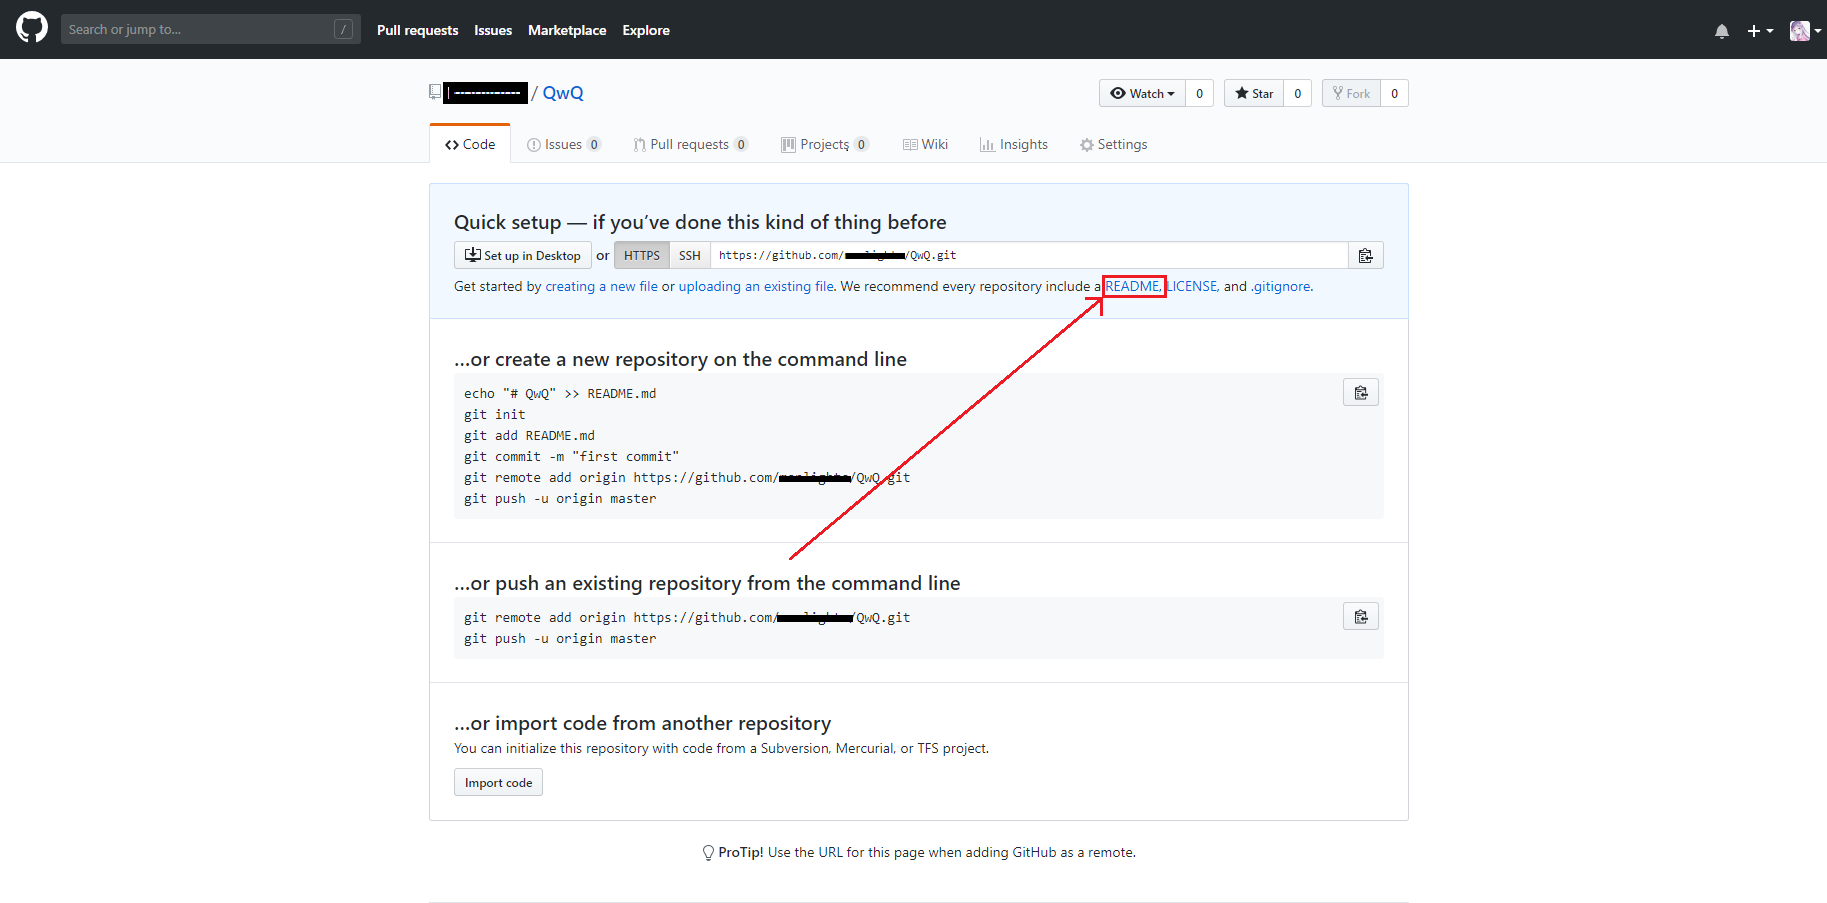 Search or jump to... / Pull requests Issues Marketplace Explore
/ QwQ Watch 0 Star 0 Fork 0
Code Issues 0 Pull requests 0 Projects 0 Wiki Insights Settings
Quick setup — if you've done this kind of thing before
Set up in Desktop or HTTPS SSH https://github.com/ /QwQ.git
Get started by creating a new file or uploading an existing file. We recommend every repository include a README, LICENSE, and .gitignore.
…or create a new repository on the command line
echo "# QwQ" >> README.md
git init
git add README.md
git commit -m "first commit"
git remote add origin https://github.com/ /QwQ.git
git push -u origin master
…or push an existing repository from the command line
git remote add origin https://github.com/ /QwQ.git
git push -u origin master
…or import code from another repository
You can initialize this repository with code from a Subversion, Mercurial, or TFS project.
Import code
ProTip! Use the URL for this page when adding GitHub as a remote.